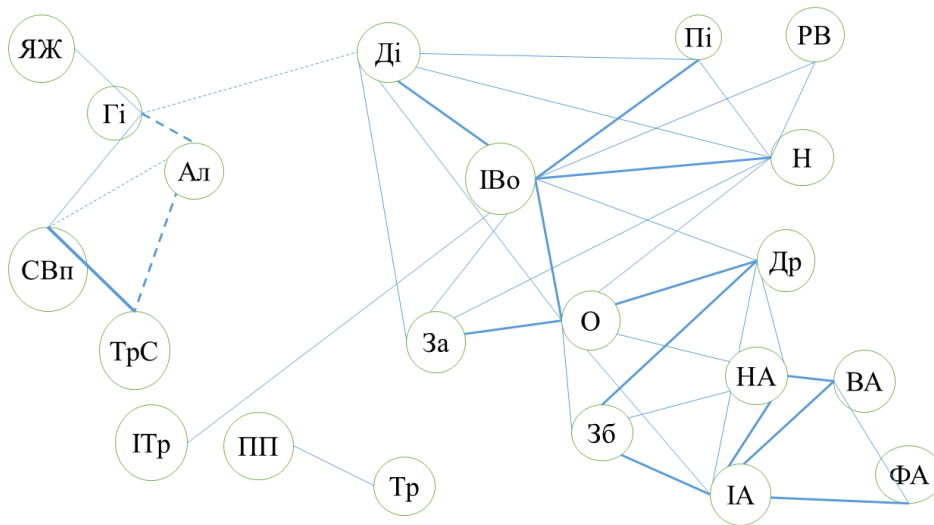 ЯЖ
Ді
Пі
РВ
Гі
Ал
ІВо
Н
СВп
Др
ТрС
За
О
НА
ВА
ІТр
ПП
Зб
Тр
ІА
ФА